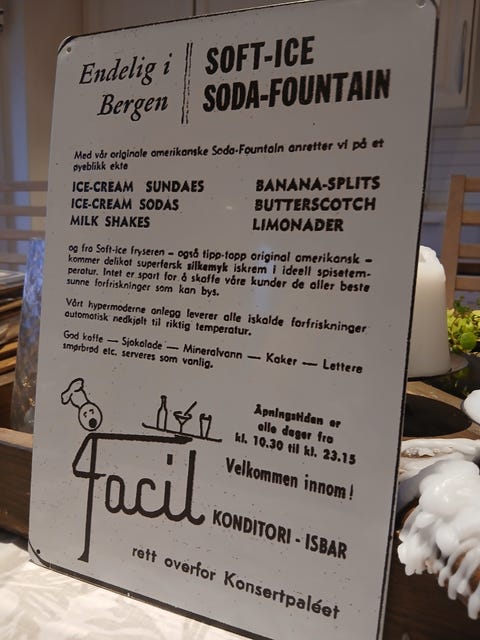 Endelig i
Bergen
SOFT-ICE
SODA-FOUNTAIN
Med vår originale amerikanske Soda-Fountain anretter vi på et
øyeblikk ekte
ICE-CREAM SUNDAES
ICE-CREAM SODAS
MILK SHAKES
BANANA-SPLITS
BUTTERSCOTCH
LIMONADER
og fra Soft-ice fryseren – også tipp-topp original amerikansk –
kommer delikat superfersk silkemyk iskrem i ideell spisetem-
peratur. Intet er spart for å skaffe våre kunder de aller beste
sunne forfriskninger som kan bys.
Vårt hypermoderne anlegg leverer alle iskalde forfriskninger
automatisk nedkjølt til riktig temperatur.
God kaffe — Sjokolade — Mineralvann — Kaker — Lettere
smørbrød etc. serveres som vanlig.
Åpningstiden er
alle dager fra
kl. 10.30 til kl. 23.15
Velkommen innom!
Facil
KONDITORI - ISBAR
rett overfor Konsertpaléet